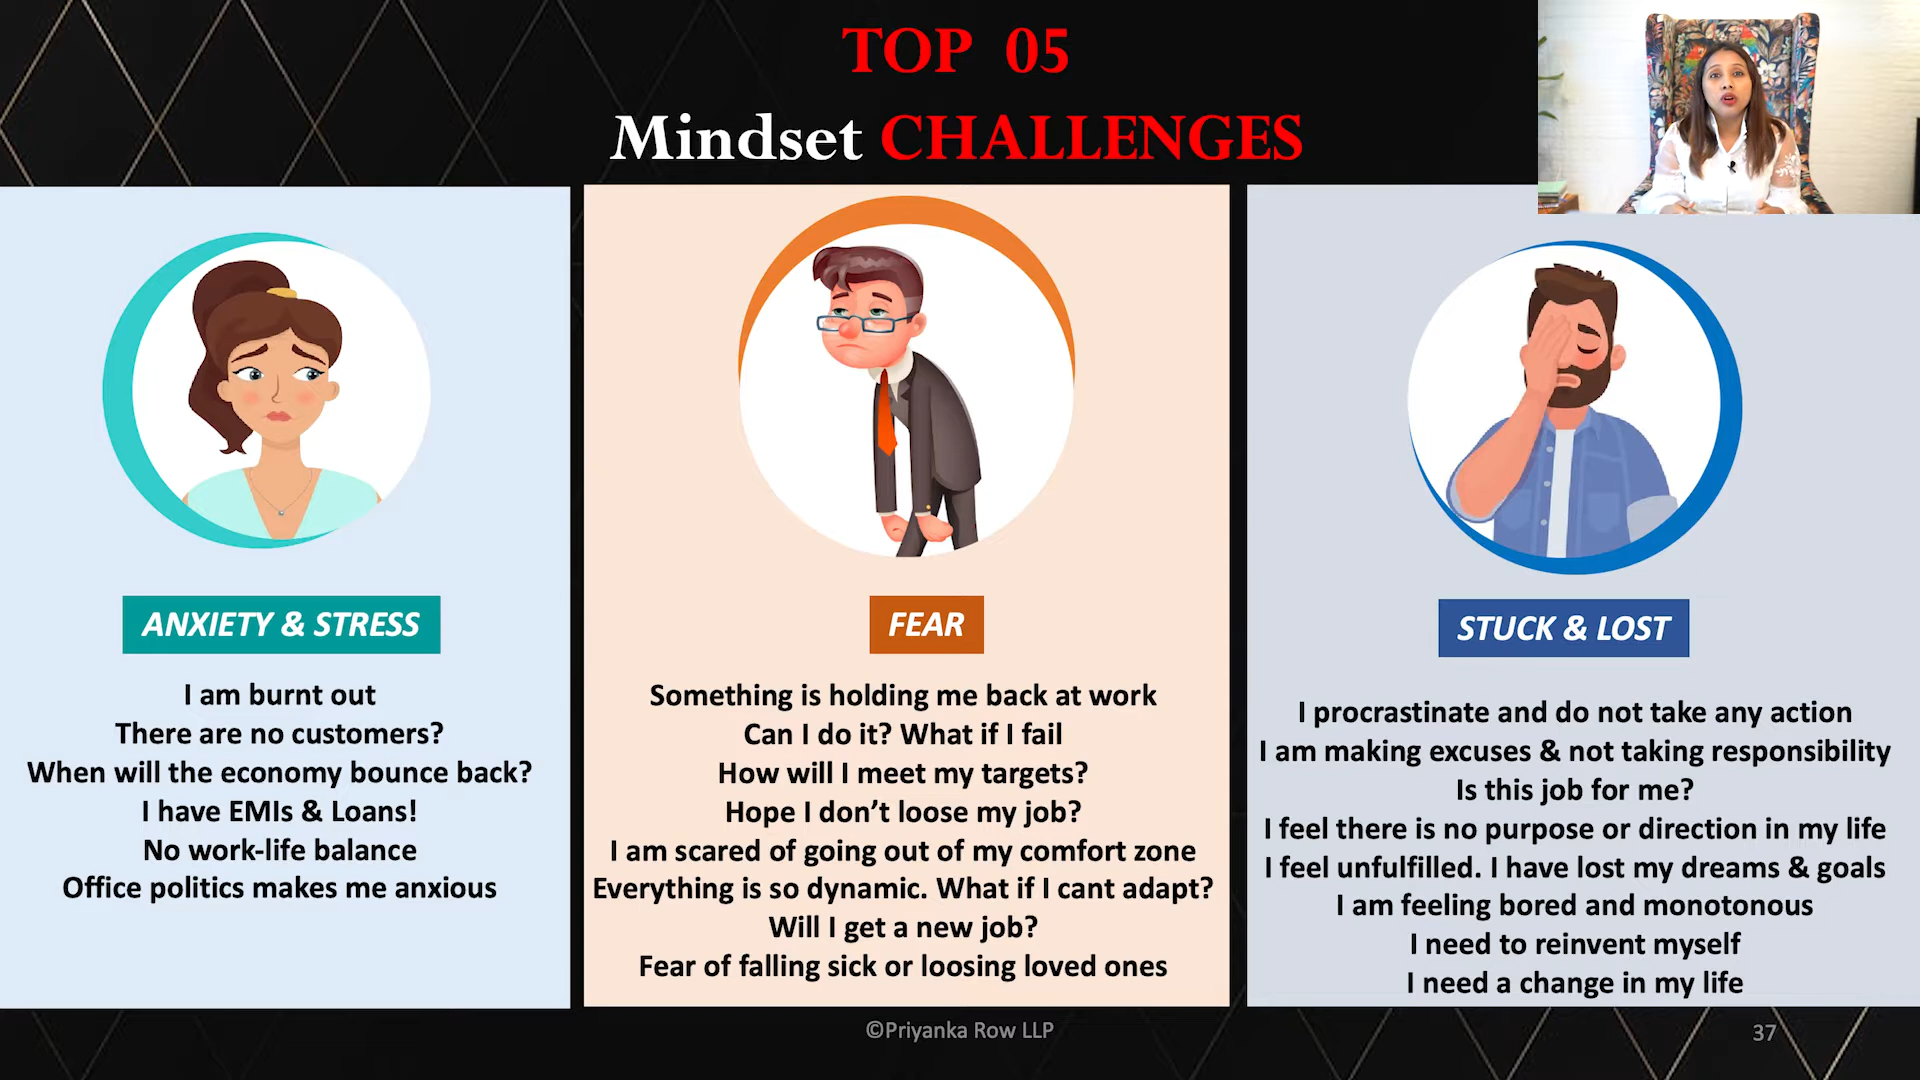 TOP 05
Mindset CHALLENGES
ANXIETY & STRESS
I am burnt out
There are no customers?
When will the economy bounce back?
I have EMIs & Loans!
No work-life balance
Office politics makes me anxious
FEAR
Something is holding me back at work
Can I do it? What if I fail
How will I meet my targets?
Hope I don’t loose my job?
I am scared of going out of my comfort zone
Everything is so dynamic. What if I cant adapt?
Will I get a new job?
Fear of falling sick or loosing loved ones
STUCK & LOST
I procrastinate and do not take any action
I am making excuses & not taking responsibility
Is this job for me?
I feel there is no purpose or direction in my life
I feel unfulfilled. I have lost my dreams & goals
I am feeling bored and monotonous
I need to reinvent myself
I need a change in my life
©Priyanka Row LLP
37